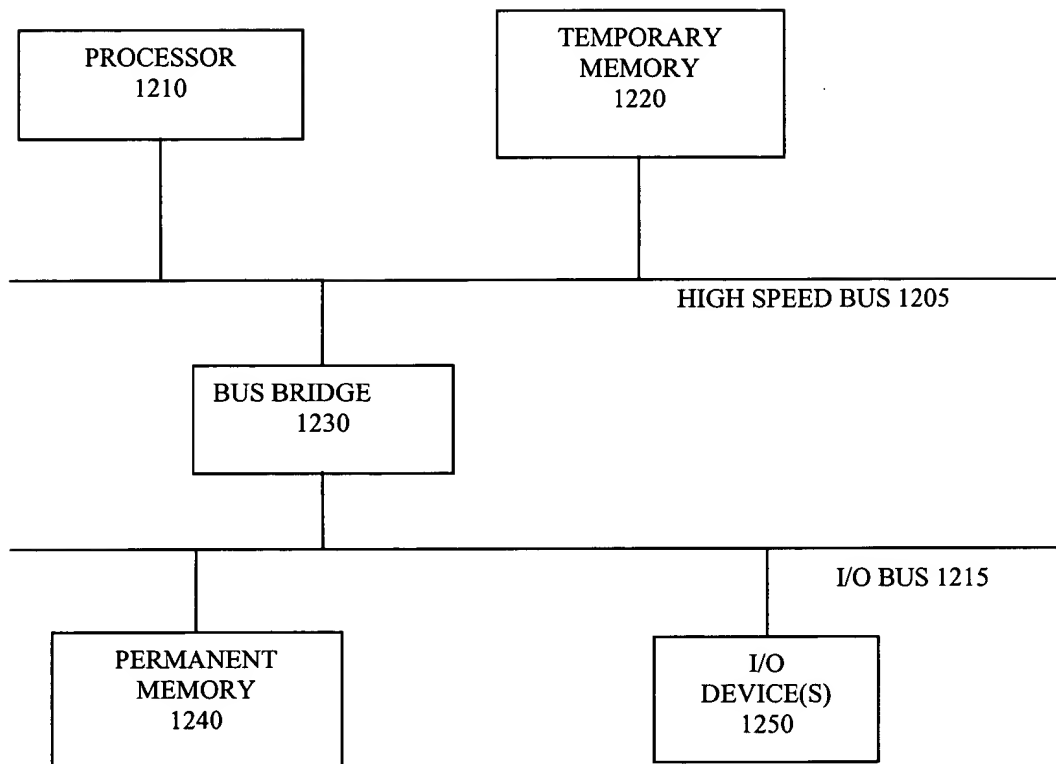 PROCESSOR
1210
TEMPORARY
MEMORY
1220
HIGH SPEED BUS 1205
BUS BRIDGE
1230
I/O BUS 1215
PERMANENT
MEMORY
1240
I/O
DEVICE(S)
1250